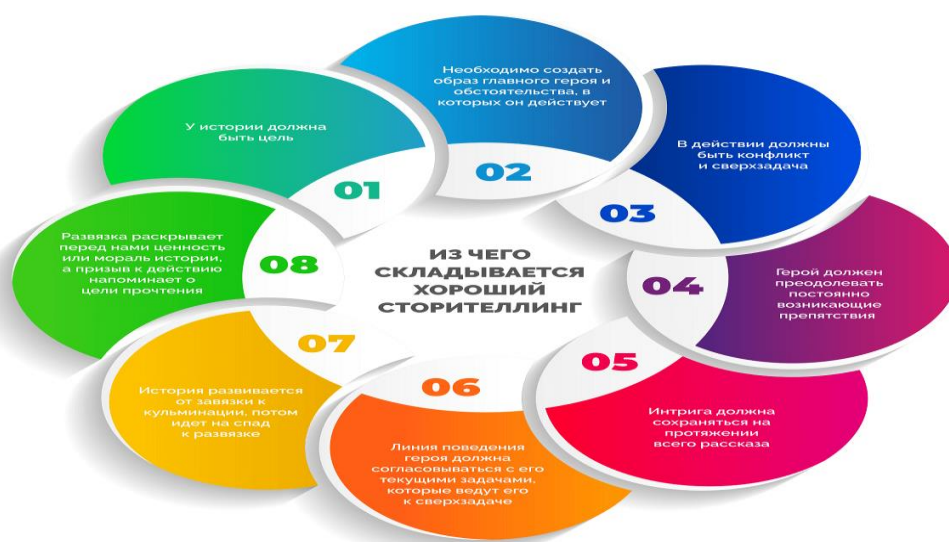 ИЗ ЧЕГО
СКЛАДЫВАЕТСЯ
ХОРОШИЙ
СТОРИТЕЛЛИНГ
У истории должна
быть цель
01
Необходимо создать
образ главного героя и
обстоятельства, в
которых он действует
02
В действии должны
быть конфликт
и сверхзадача
03
Герой должен
преодолевать
постоянно
возникающие
препятствия
04
Интрига должна
сохраняться на
протяжении
всего рассказа
05
Линия поведения
героя должна
согласовываться с его
текущими задачами,
которые ведут его
к сверхзадаче
06
История развивается
от завязки к
кульминации, потом
идет на спад
к развязке
07
Развязка раскрывает
перед нами ценность
или мораль истории,
а призыв к действию
напоминает о
цели прочтения
08